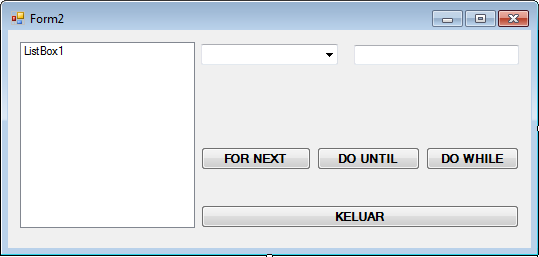 Form2
ListBox1
FOR NEXT
DO UNTIL
DO WHILE
KELUAR